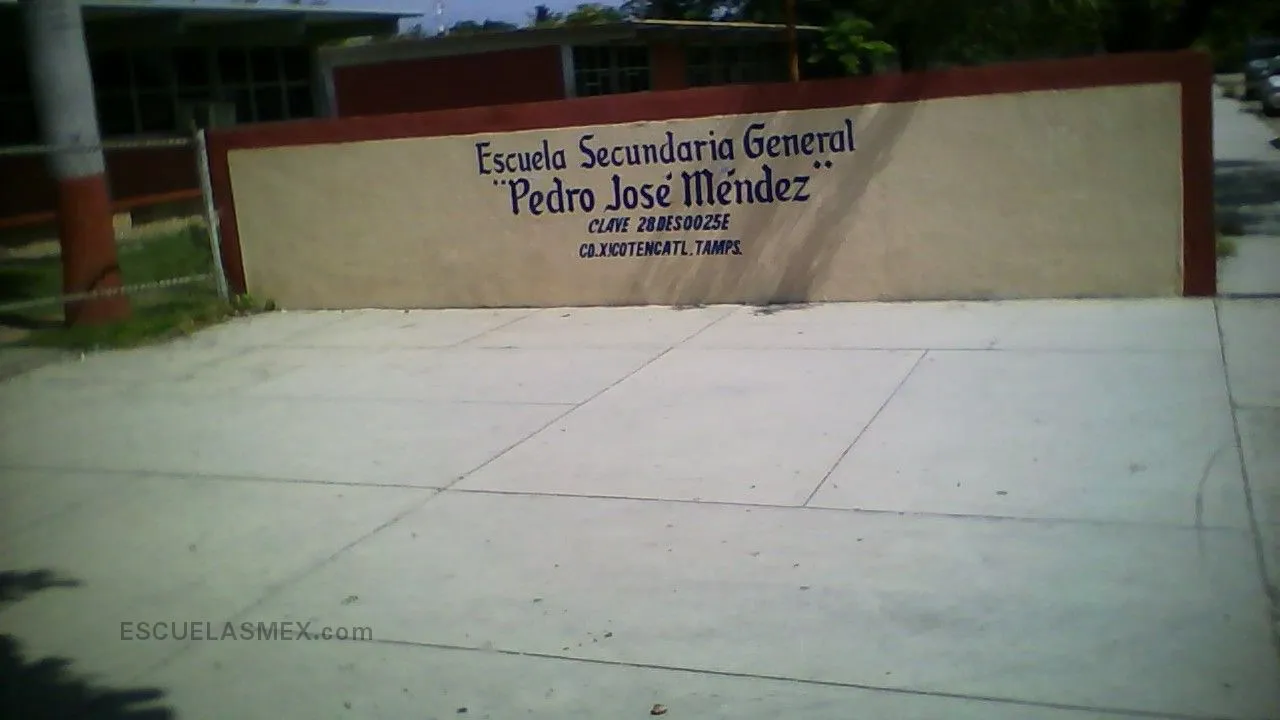 Escuela Secundaria General
¨Pedro José Méndez¨
CLAVE 28DES0025E
CD.XICOTENCATL.TAMPS.
ESCUELASMEX.com